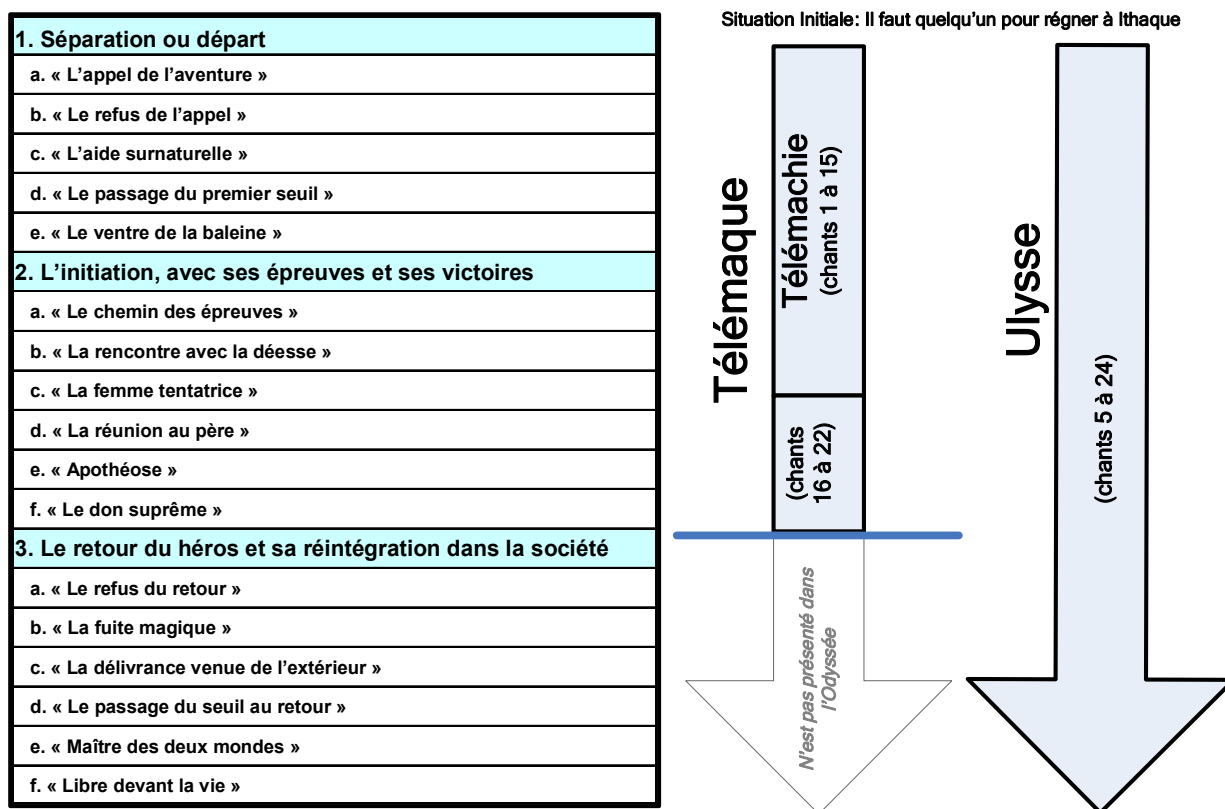 1. Séparation ou départ
a. « L’appel de l’aventure »
b. « Le refus de l’appel »
c. « L’aide surnaturelle »
d. « Le passage du premier seuil »
e. « Le ventre de la baleine »
2. L’initiation, avec ses épreuves et ses victoires
a. « Le chemin des épreuves »
b. « La rencontre avec la déesse »
c. « La femme tentatrice »
d. « La réunion au père »
e. « Apothéose »
f. « Le don suprême »
3. Le retour du héros et sa réintégration dans la société
a. « Le refus du retour »
b. « La fuite magique »
c. « La délivrance venue de l’extérieur »
d. « Le passage du seuil au retour »
e. « Maître des deux mondes »
f. « Libre devant la vie »
Situation Initiale: Il faut quelqu’un pour régner à Ithaque
Télémaque
Télémachie
(chants 1 à 15)
(chants
16 à 22)
N’est pas présenté dans
l’Odyssée
Ulysse
(chants 5 à 24)